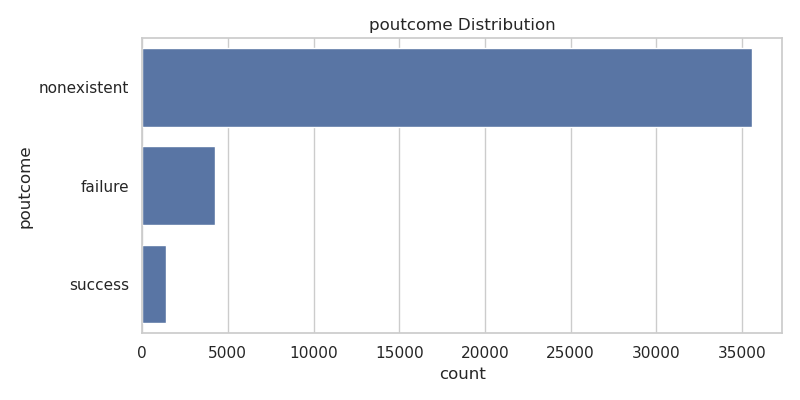 poutcome Distribution
nonexistent
failure
success
poutcome
0 5000 10000 15000 20000 25000 30000 35000
count